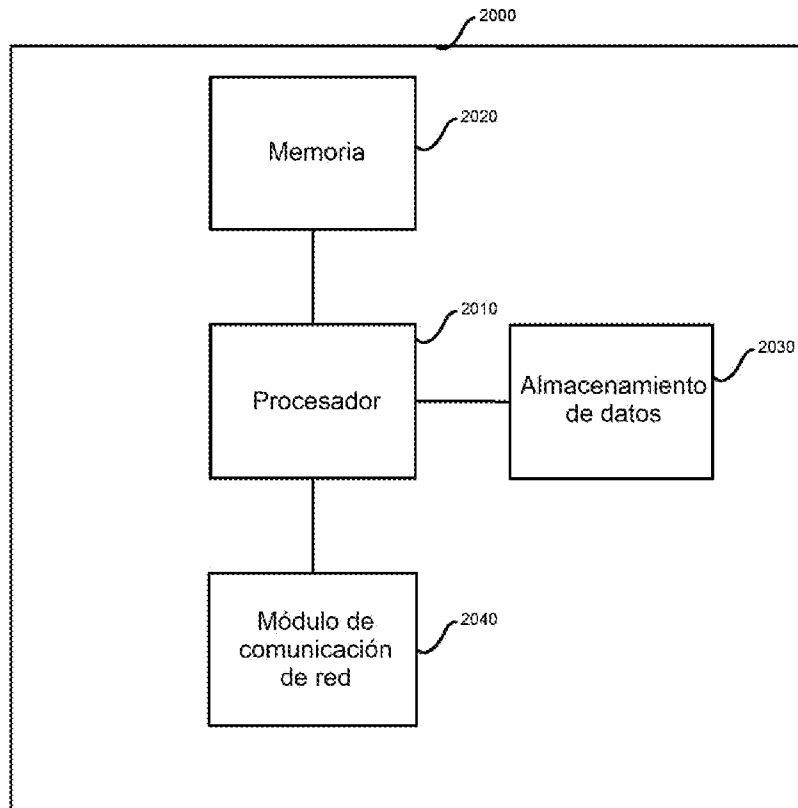 2000
Memoria
2020
2010
Procesador
2030
Almacenamiento
de datos
Módulo de
comunicación
de red
2040